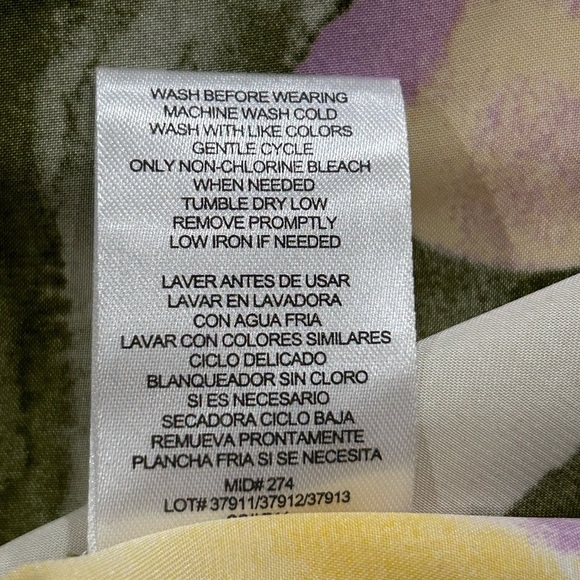 WASH BEFORE WEARING
MACHINE WASH COLD
WASH WITH LIKE COLORS
GENTLE CYCLE
ONLY NON-CHLORINE BLEACH
WHEN NEEDED
TUMBLE DRY LOW
REMOVE PROMPTLY
LOW IRON IF NEEDED
LAVER ANTES DE USAR
LAVAR EN LAVADORA
CON AGUA FRIA
LAVAR CON COLORES SIMILARES
CICLO DELICADO
BLANQUEADOR SIN CLORO
SI ES NECESARIO
SECADORA CICLO BAJA
REMUEVA PRONTAMENTE
PLANCHA FRIA SI SE NECESITA
MID# 274
LOT# 37911/37912/37913